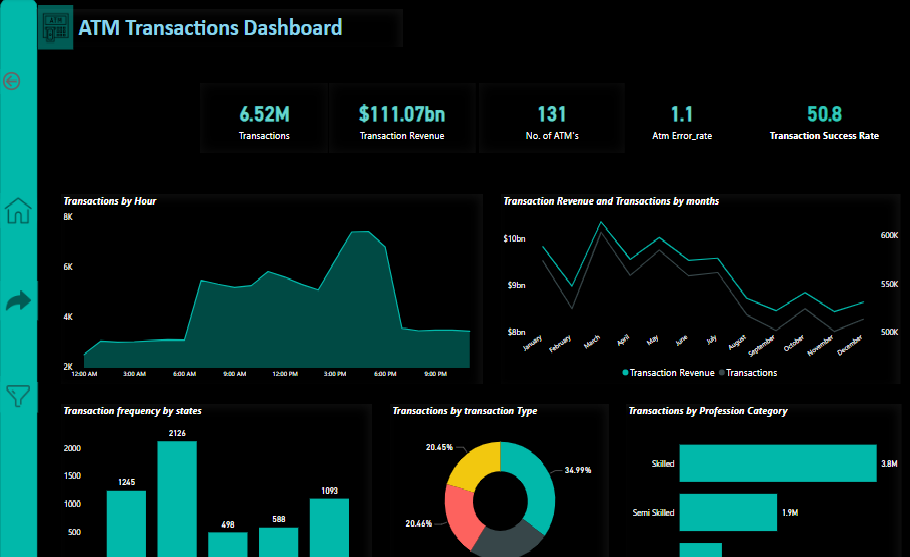 ATM
ATM Transactions Dashboard
6.52M
Transactions
$111.07bn
Transaction Revenue
131
No. of ATM's
1.1
Atm Error_rate
50.8
Transaction Success Rate
Transactions by Hour
8K
6K
4K
2K
12:00 AM 3:00 AM 6:00 AM 9:00 AM 12:00 PM 3:00 PM 6:00 PM 9:00 PM
Transaction Revenue and Transactions by months
$10bn
$9bn
$8bn
600K
550K
500K
January February March April May June July August September October November December
Transaction Revenue Transactions
Transaction frequency by states
2000
1500
1000
500
1245
2126
498
588
1093
Transactions by transaction Type
20.45%
34.99%
20.46%
Transactions by Profession Category
Skilled 3.8M
Semi Skilled 1.9M